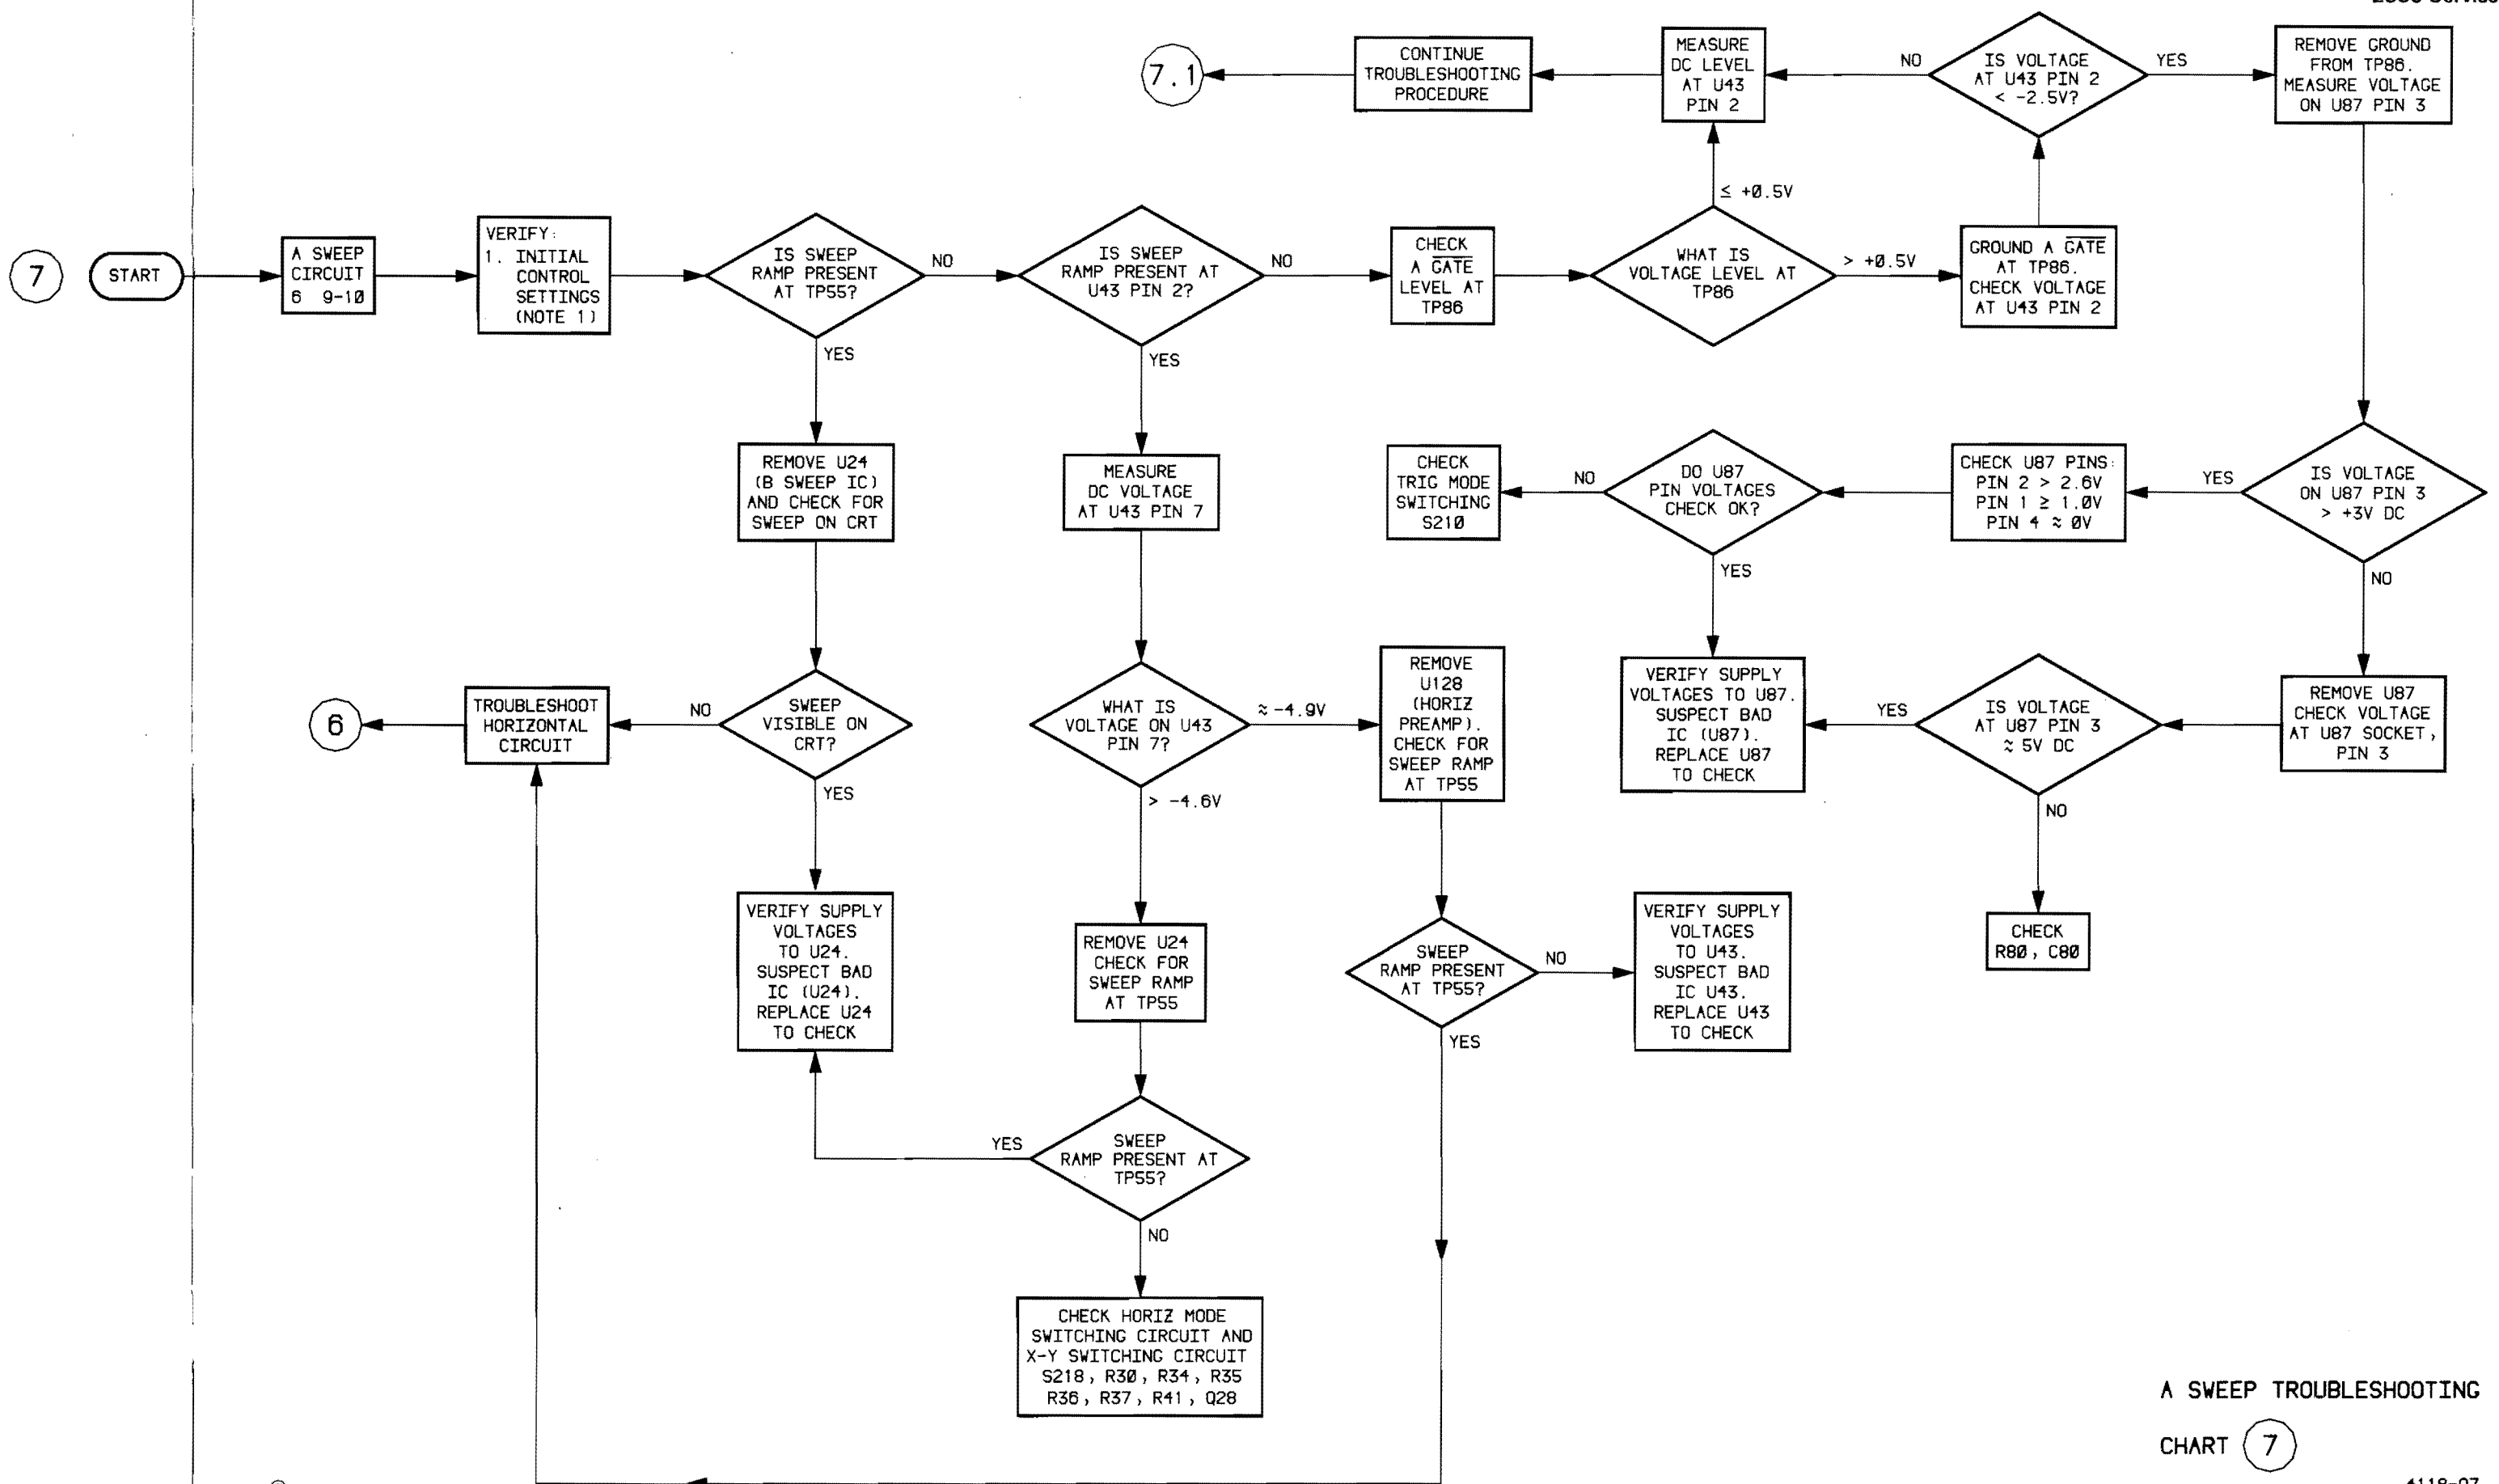 7
START
A SWEEP
CIRCUIT
6 9-10
VERIFY:
1. INITIAL
CONTROL
SETTINGS
(NOTE 1)
IS SWEEP
RAMP PRESENT
AT TP55?
NO
YES
IS SWEEP
RAMP PRESENT AT
U43 PIN 2?
NO
YES
CHECK
A GATE
LEVEL AT
TP86
WHAT IS
VOLTAGE LEVEL AT
TP86
≤ +0.5V
> +0.5V
GROUND A GATE
AT TP86.
CHECK VOLTAGE
AT U43 PIN 2
7.1
CONTINUE
TROUBLESHOOTING
PROCEDURE
MEASURE
DC LEVEL
AT U43
PIN 2
NO
IS VOLTAGE
AT U43 PIN 2
< -2.5V?
YES
REMOVE GROUND
FROM TP86.
MEASURE VOLTAGE
ON U87 PIN 3
REMOVE U24
(B SWEEP IC)
AND CHECK FOR
SWEEP ON CRT
MEASURE
DC VOLTAGE
AT U43 PIN 7
CHECK
TRIG MODE
SWITCHING
S210
NO
DO U87
PIN VOLTAGES
CHECK OK?
YES
CHECK U87 PINS:
PIN 2 > 2.6V
PIN 1 ≥ 1.0V
PIN 4 ≈ 0V
YES
IS VOLTAGE
ON U87 PIN 3
> +3V DC
NO
6
TROUBLESHOOT
HORIZONTAL
CIRCUIT
NO
SWEEP
VISIBLE ON
CRT?
YES
WHAT IS
VOLTAGE ON U43
PIN 7?
≈ -4.9V
> -4.6V
REMOVE
U128
(HORIZ
PREAMP).
CHECK FOR
SWEEP RAMP
AT TP55
VERIFY SUPPLY
VOLTAGES TO U87.
SUSPECT BAD
IC (U87).
REPLACE U87
TO CHECK
YES
IS VOLTAGE
AT U87 PIN 3
≈ 5V DC
NO
REMOVE U87
CHECK VOLTAGE
AT U87 SOCKET,
PIN 3
VERIFY SUPPLY
VOLTAGES
TO U24.
SUSPECT BAD
IC (U24).
REPLACE U24
TO CHECK
REMOVE U24
CHECK FOR
SWEEP RAMP
AT TP55
SWEEP
RAMP PRESENT
AT TP55?
NO
YES
VERIFY SUPPLY
VOLTAGES
TO U43.
SUSPECT BAD
IC U43.
REPLACE U43
TO CHECK
CHECK
R80, C80
YES
SWEEP
RAMP PRESENT AT
TP55?
NO
CHECK HORIZ MODE
SWITCHING CIRCUIT AND
X-Y SWITCHING CIRCUIT
S218, R30, R34, R35
R36, R37, R41, Q28
A SWEEP TROUBLESHOOTING
CHART 7